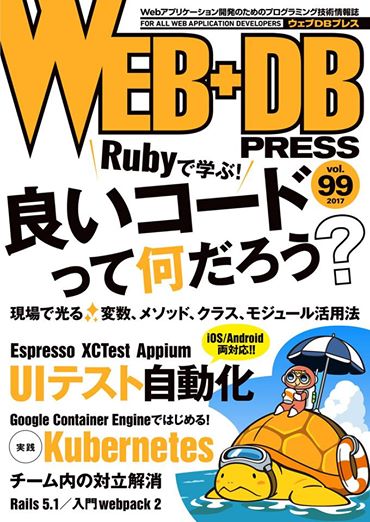 Webアプリケーション開発のためのプログラミング技術情報誌
FOR ALL WEB APPLICATION DEVELOPERS ウェブDBプレス
WEB+DB
PRESS
vol.
99
2017
Rubyで学ぶ!
良いコード
って何だろう?
現場で光る✨変数、メソッド、クラス、モジュール活用法
iOS/Android
両対応!!
Espresso XCTest Appium
UIテスト自動化
Google Container Engineではじめる!
実践 Kubernetes
チーム内の対立解消
Rails 5.1/入門webpack 2